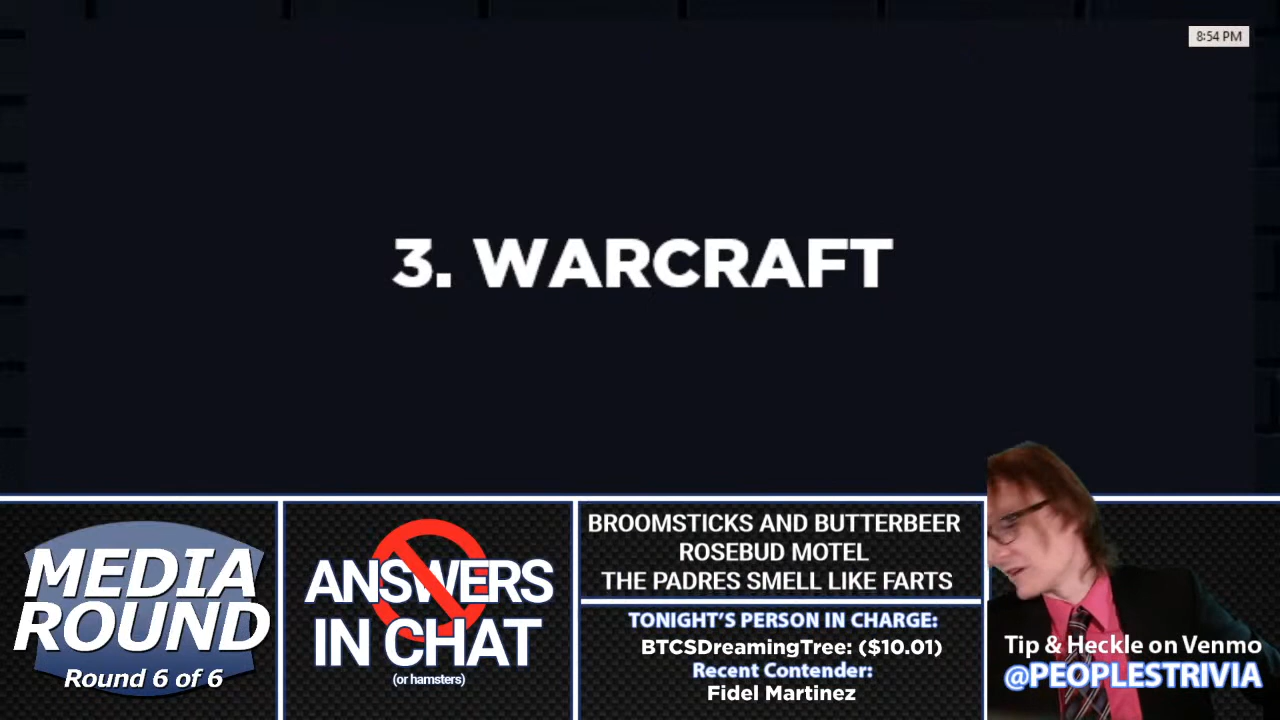 8:54 PM
3. WARCRAFT
MEDIA
ROUND
Round 6 of 6
ANSWERS
IN CHAT
(or hamsters)
BROOMSTICKS AND BUTTERBEER
ROSEBUD MOTEL
THE PADRES SMELL LIKE FARTS
TONIGHT'S PERSON IN CHARGE:
BTCSDreamingTree: ($10.01)
Recent Contender:
Fidel Martinez
Tip & Heckle on Venmo
@PEOPLESTRIVIA